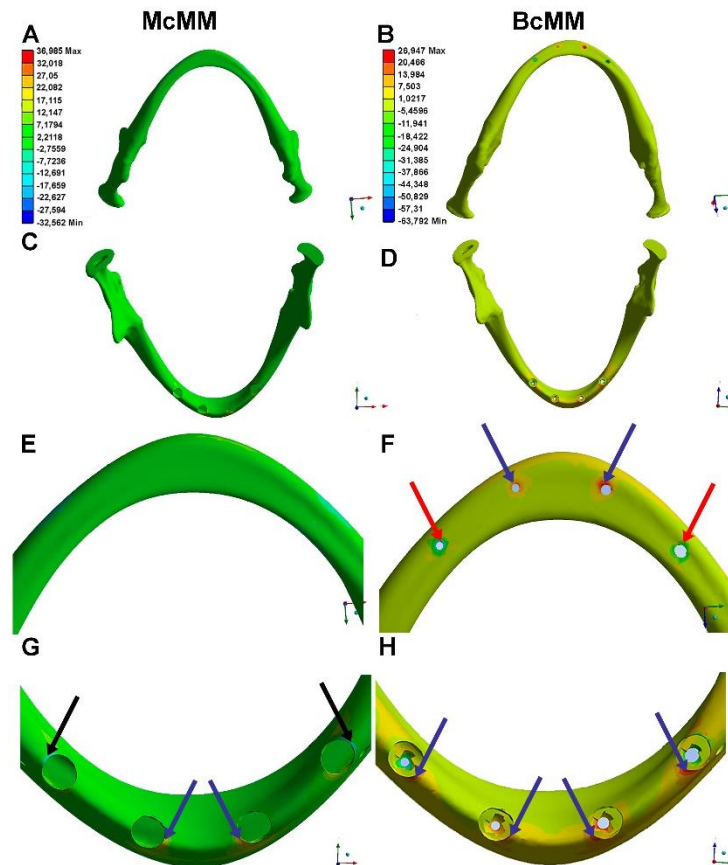 McMM
BcMM
A
36,985 Max
32,018
27,05
22,082
17,115
12,147
7,1794
2,2118
-2,7559
-7,7236
-12,691
-17,659
-22,627
-27,594
-32,562 Min
B
26,947 Max
20,466
13,984
7,503
1,0217
-5,4596
-11,941
-18,422
-24,904
-31,385
-37,866
-44,348
-50,829
-57,31
-63,792 Min
C
D
E
F
G
H